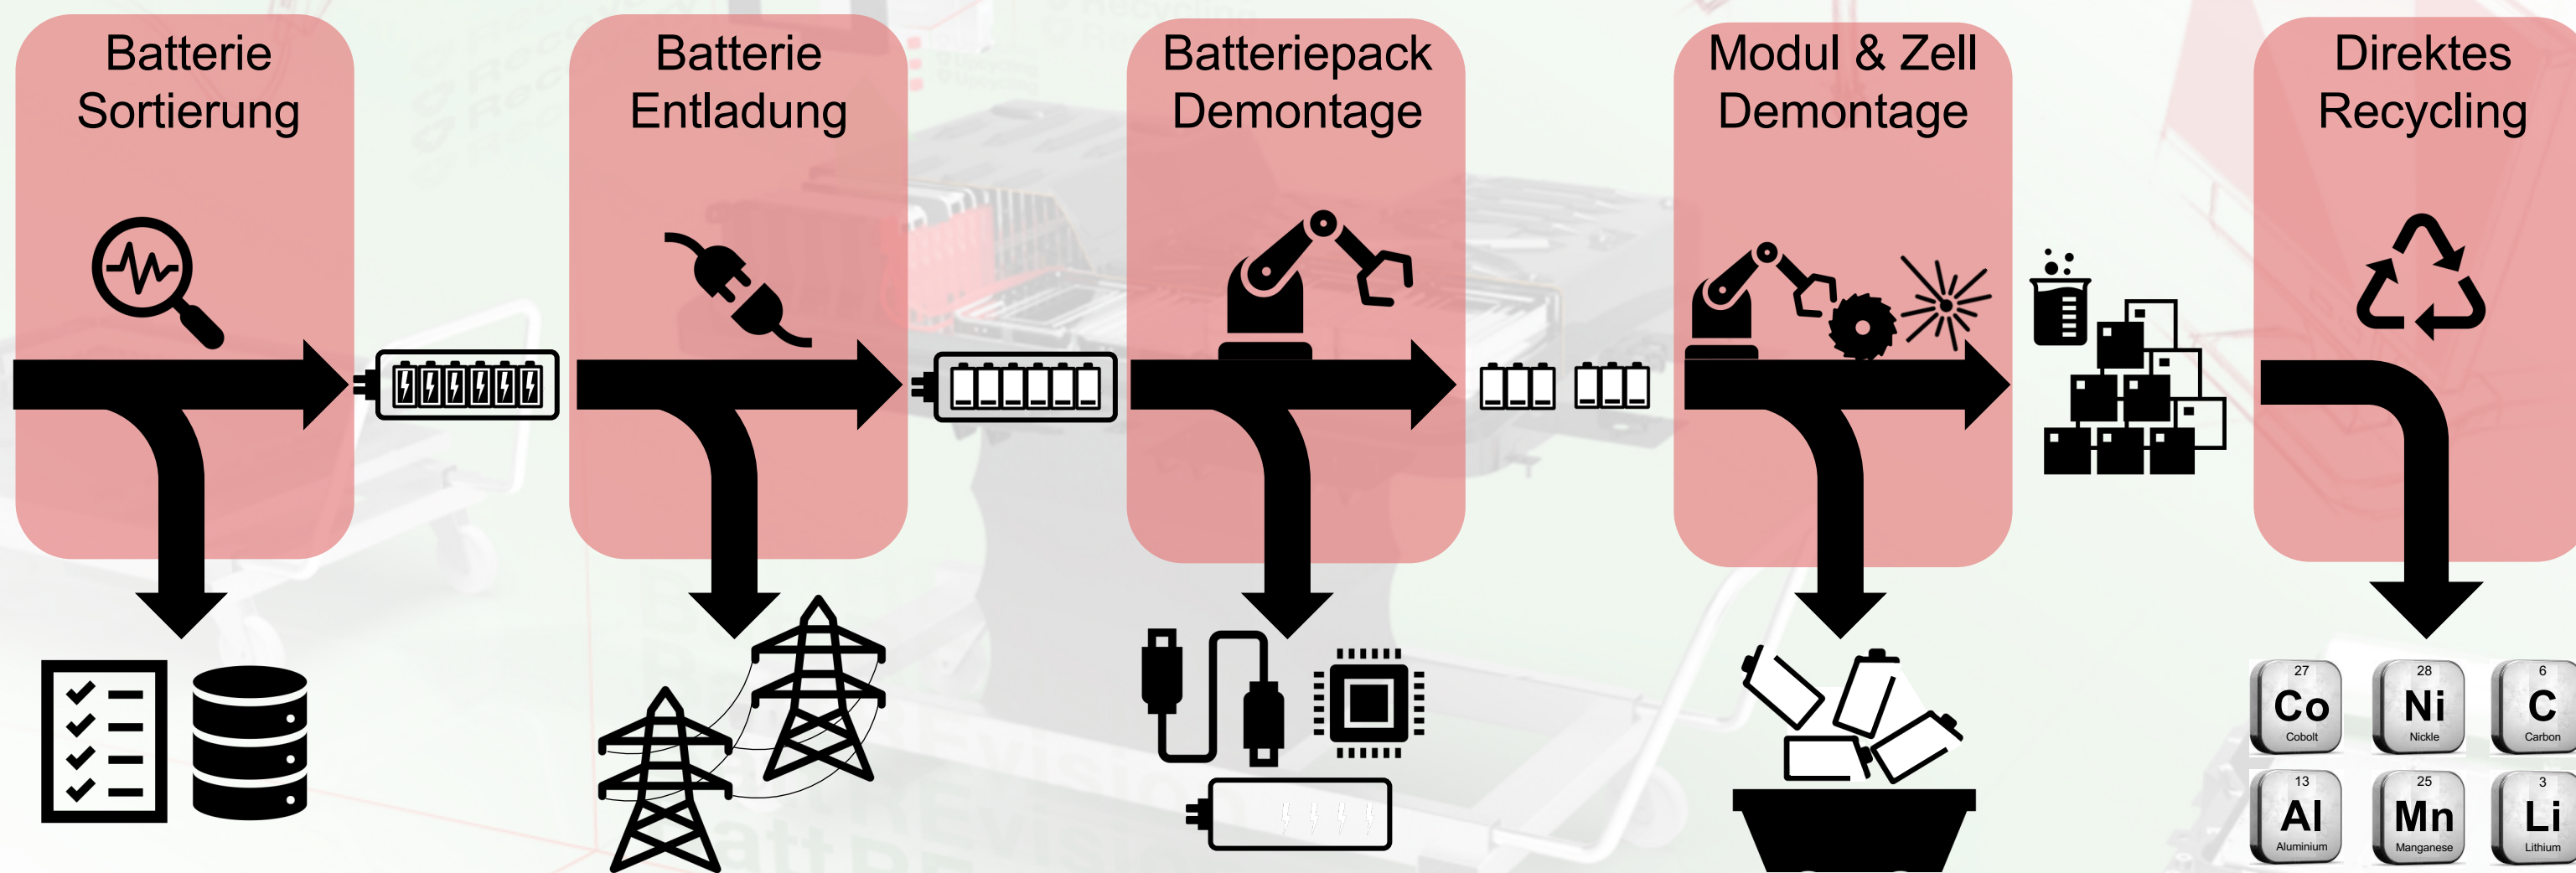 Batterie
Sortierung
Batterie
Entladung
Batteriepack
Demontage
Modul & Zell
Demontage
Direktes
Recycling
27
Co
Cobolt
28
Ni
Nickle
6
C
Carbon
13
Al
Aluminium
25
Mn
Manganese
3
Li
Lithium